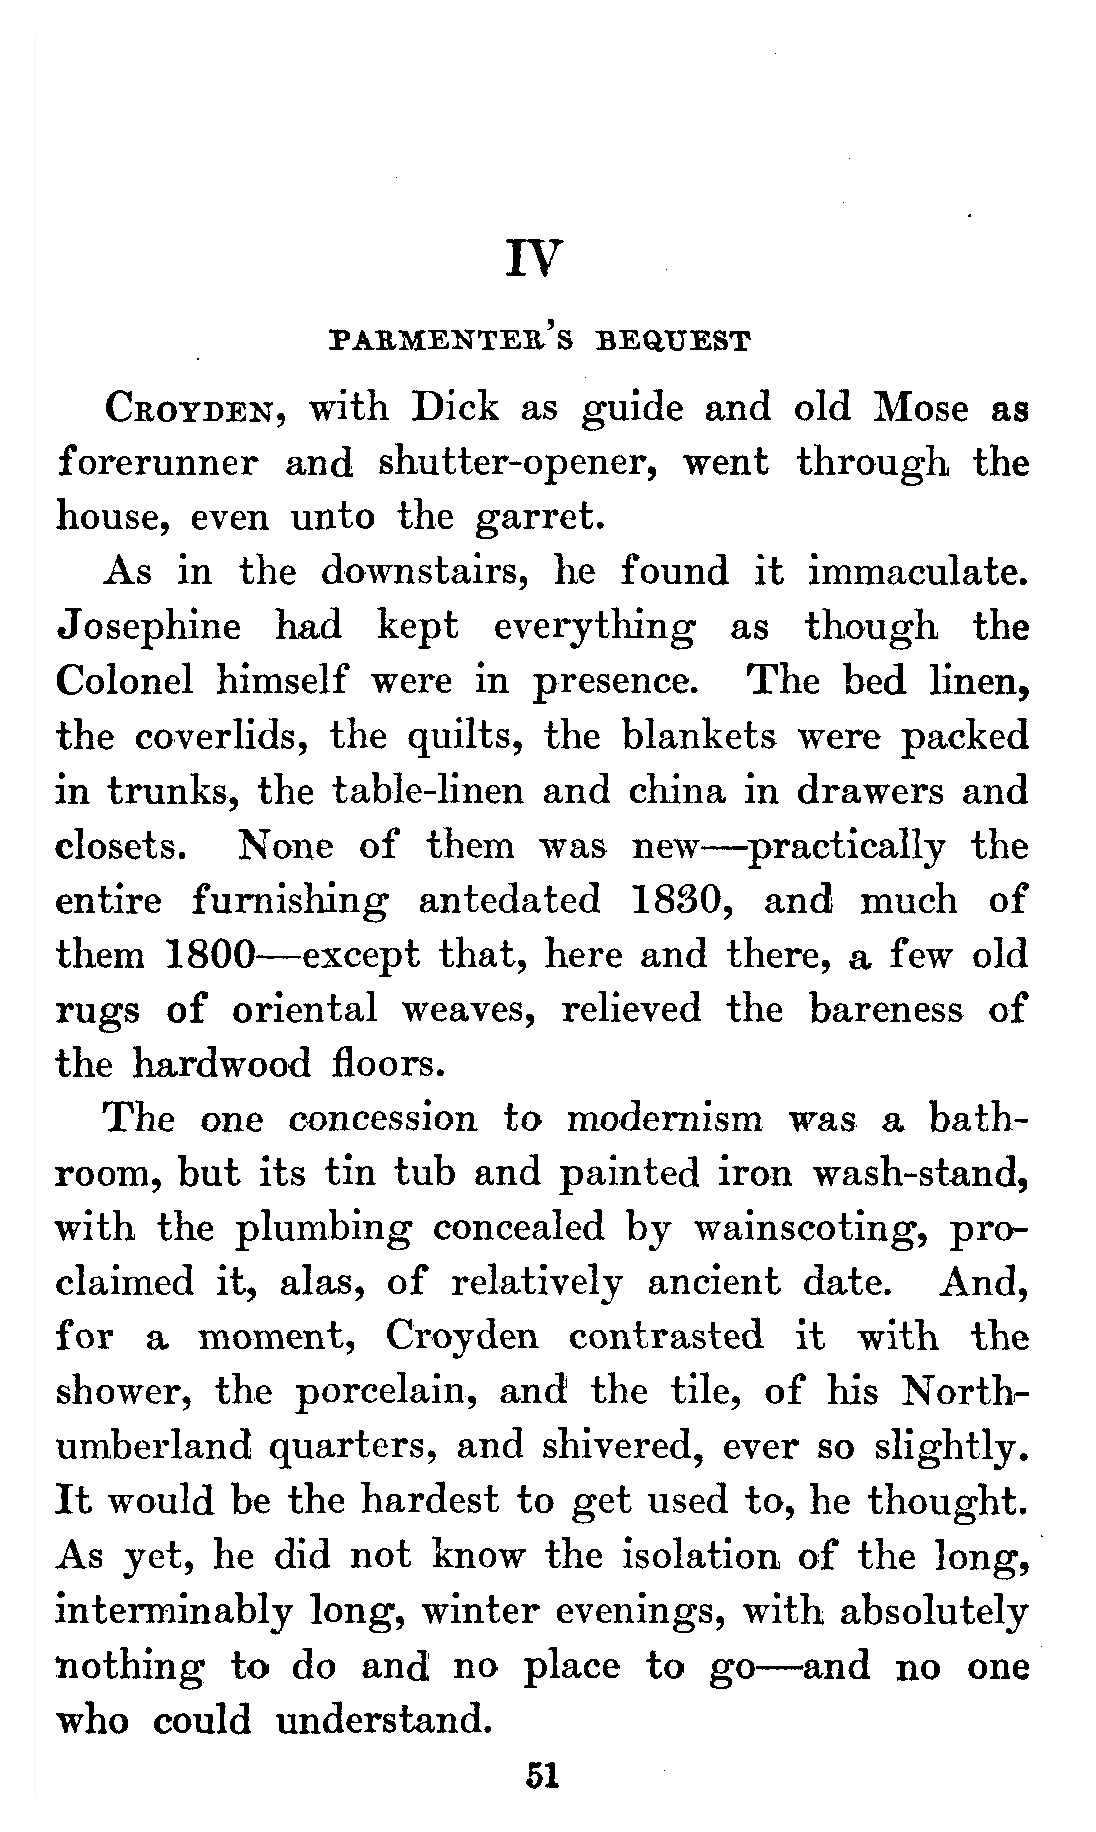 IV
PARMENTER'S BEQUEST
CROYDEN, with Dick as guide and old Mose as
forerunner and shutter-opener, went through the
house, even unto the garret.
As in the downstairs, he found it immaculate.
Josephine had kept everything as though the
Colonel himself were in presence. The bed linen,
the coverlids, the quilts, the blankets were packed
in trunks, the table-linen and china in drawers and
closets. None of them was new—practically the
entire furnishing antedated 1830, and much of
them 1800—except that, here and there, a few old
rugs of oriental weaves, relieved the bareness of
the hardwood floors.
The one concession to modernism was a bath-
room, but its tin tub and painted iron wash-stand,
with the plumbing concealed by wainscoting, pro-
claimed it, alas, of relatively ancient date. And,
for a moment, Croyden contrasted it with the
shower, the porcelain, and the tile, of his North-
umberland quarters, and shivered, ever so slightly.
It would be the hardest to get used to, he thought.
As yet, he did not know the isolation of the long,
interminably long, winter evenings, with absolutely
nothing to do and no place to go—and no one
who could understand.
51